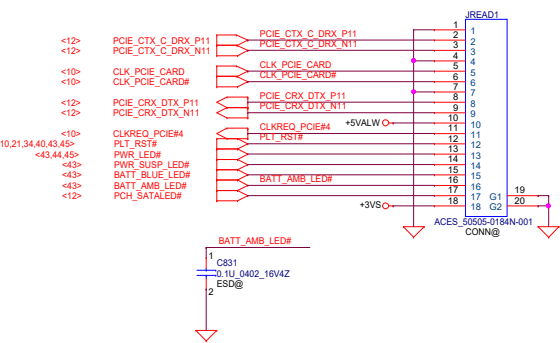 JREAD1
<12> PCIE_CTX_C_DRX_P11 PCIE_CTX_C_DRX_P11 1 1
<12> PCIE_CTX_C_DRX_N11 PCIE_CTX_C_DRX_N11 2 2
3 3
4 4
<10> CLK_PCIE_CARD CLK_PCIE_CARD 5 5
<10> CLK_PCIE_CARD# CLK_PCIE_CARD# 6 6
7 7
<12> PCIE_CRX_DTX_P11 PCIE_CRX_DTX_P11 8 8
<12> PCIE_CRX_DTX_N11 PCIE_CRX_DTX_N11 9 9
+5VALW 10 10
<10> CLKREQ_PCIE#4 CLKREQ_PCIE#4 11 11
10,21,34,40,43,45> PLT_RST# PLT_RST# 12 12
<43,44,45> PWR_LED# 13 13
<43> PWR_SUSP_LED# 14 14
<43> BATT_BLUE_LED# 15 15
<43> BATT_AMB_LED# BATT_AMB_LED# 16 16
<12> PCH_SATALED# 17 17 G1 19
+3VS 18 18 G2 20
ACES_50505-0184N-001
CONN@
BATT_AMB_LED#
1
C831
0.1U_0402_16V4Z
ESD@
2